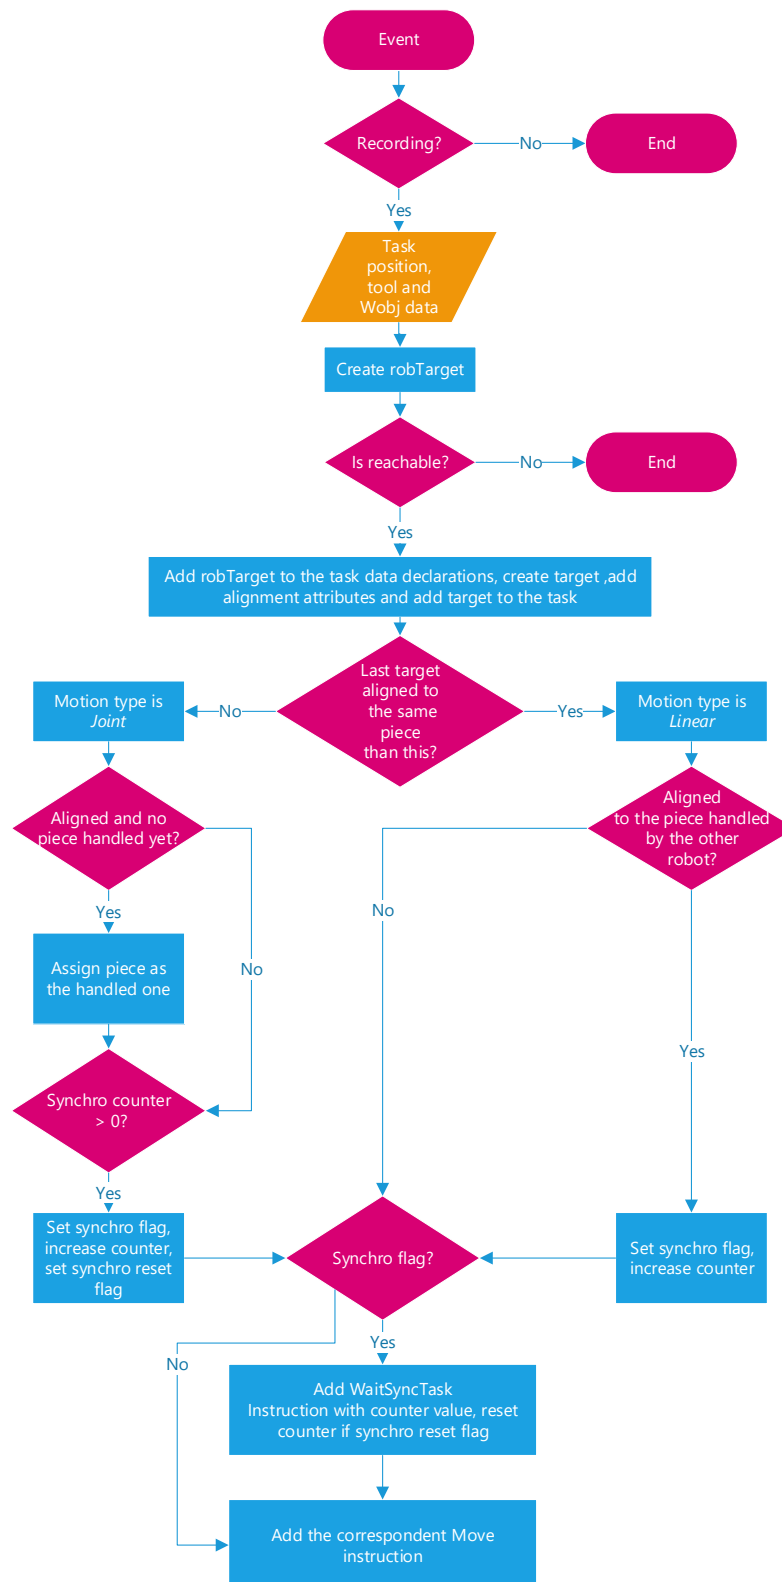 Event
Recording?
No
End
Yes
Task
position,
tool and
Wobj data
Create robTarget
Is reachable?
No
End
Yes
Add robTarget to the task data declarations, create target ,add
alignment attributes and add target to the task
Last target
aligned to
the same
piece
than this?
No
Yes
Motion type is
Joint
Motion type is
Linear
Aligned and no
piece handled yet?
Aligned
to the piece handled
by the other
robot?
Yes
No
No
Assign piece as
the handled one
Yes
Synchro counter
> 0?
Yes
Set synchro flag,
increase counter,
set synchro reset
flag
Synchro flag?
Set synchro flag,
increase counter
Yes
No
Add WaitSyncTask
Instruction with counter value, reset
counter if synchro reset flag
Add the correspondent Move
instruction